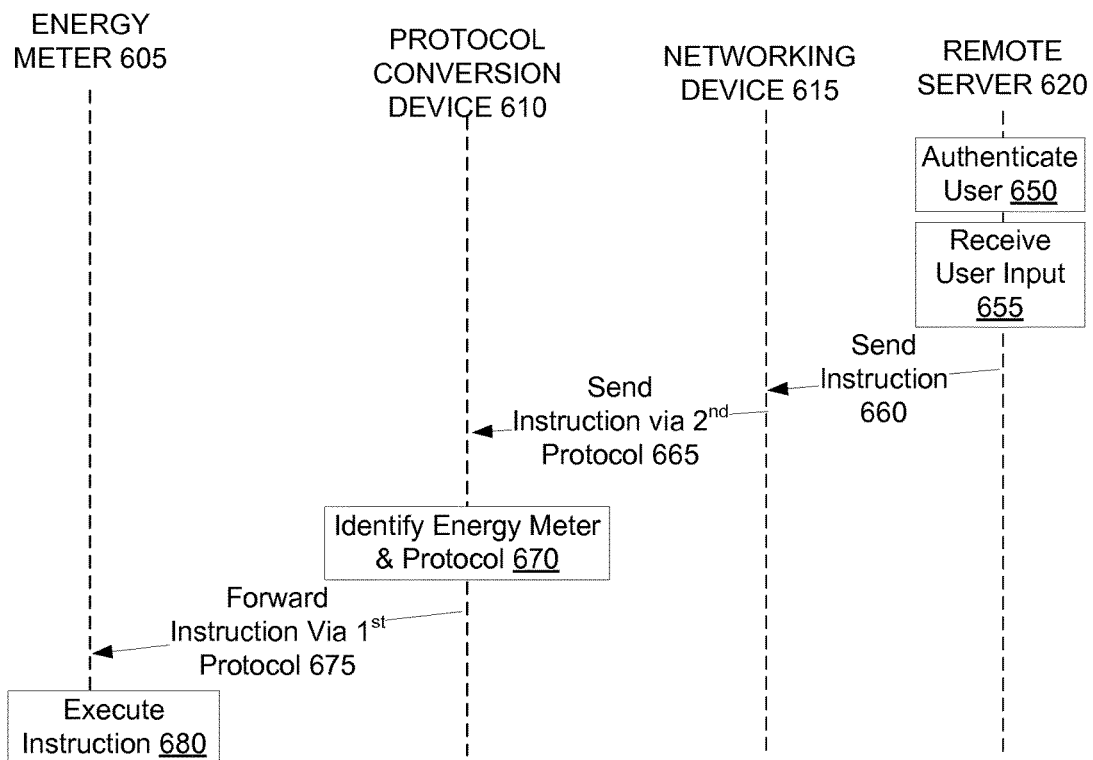 ENERGY
METER 605
PROTOCOL
CONVERSION
DEVICE 610
NETWORKING
DEVICE 615
REMOTE
SERVER 620
Authenticate
User 650
Receive
User Input
655
Send
Instruction
660
Send
Instruction via 2nd
Protocol 665
Identify Energy Meter
& Protocol 670
Forward
Instruction Via 1st
Protocol 675
Execute
Instruction 680